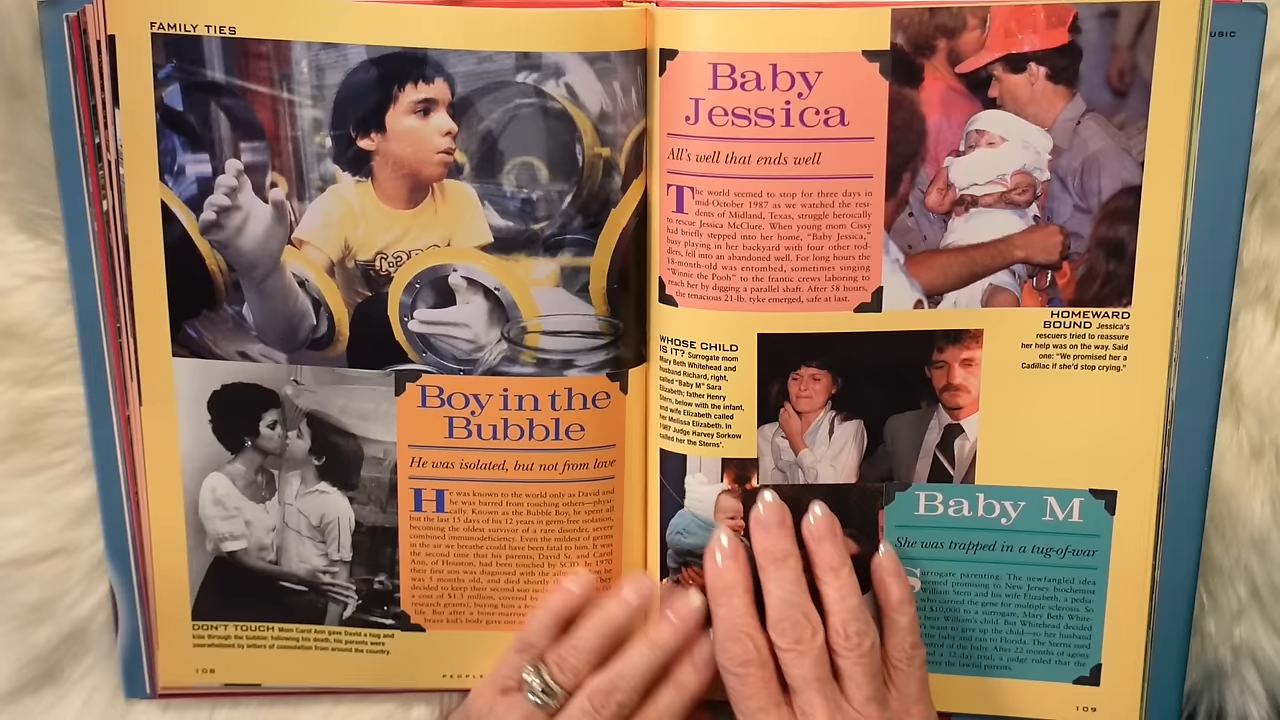 FAMILY TIES
Boy in the
Bubble
He was isolated, but not from love
He was known to the world only as David and
he was barred from touching others—physi-
cally. Known as the Bubble Boy, he spent all
but the last 15 days of his 12 years in germ-free isolation,
becoming the oldest survivor of a rare disorder, severe
combined immunodeficiency. Even the mildest of germs
in the air we breathe could have been fatal to him. It was
the second time that his parents, David Sr. and Carol
Ann, of Houston, had been touched by SCID. In 1970
their first son was diagnosed with the
was 5 months old, and died shortly
decided to keep their second son
a cost of $1.3 million, covered by
research grants), buying him a
life. But after a bone-marrow
brave kid's body gave out
DON'T TOUCH Mom Carol Ann gave David a hug and
kiss through the bubble; following his death, his parents were
overwhelmed by letters of consolation from around the country
108
PEOPLE
Baby
Jessica
All's well that ends well
The world seemed to stop for three days in
mid-October 1987 as we watched the resi-
dents of Midland, Texas, struggle heroically
to rescue Jessica McClure. When young mom Cissy
had briefly stepped into her home, "Baby Jessica,"
busy playing in her backyard with four other tod-
dlers, fell into an abandoned well. For long hours the
18-month-old was entombed, sometimes singing
"Winnie the Pooh" to the frantic crews laboring to
reach her by digging a parallel shaft. After 58 hours,
the tenacious 21-lb. tyke emerged, safe at last.
HOMEWARD
BOUND Jessica's
rescuers tried to reassure
her help was on the way. Said
one: "We promised her a
Cadillac if she'd stop crying."
WHOSE CHILD
IS IT? Surrogate mom
Mary Beth Whitehead and
husband Richard, right,
called "Baby M" Sara
Elizabeth; father Henry
Stern, below with the infant,
and wife Elizabeth called
her Melissa Elizabeth. In
1987 Judge Harvey Sorkow
called her the Sterns'.
Baby M
She was trapped in a tug-of-war
Surrogate parenting: The newfangled idea
seemed promising to New Jersey biochemist
William Stern and his wife Elizabeth, a pedia-
who carried the gene for multiple sclerosis. So
$10,000 to a surrogate, Mary Beth White-
bear William's child. But Whitehead decided
want to give up the child—so her husband
the baby and ran to Florida. The Sterns sued
of the baby. After 22 months of agony
a 32-day trial, a judge ruled that the
were the lawful parents.
109
USIC